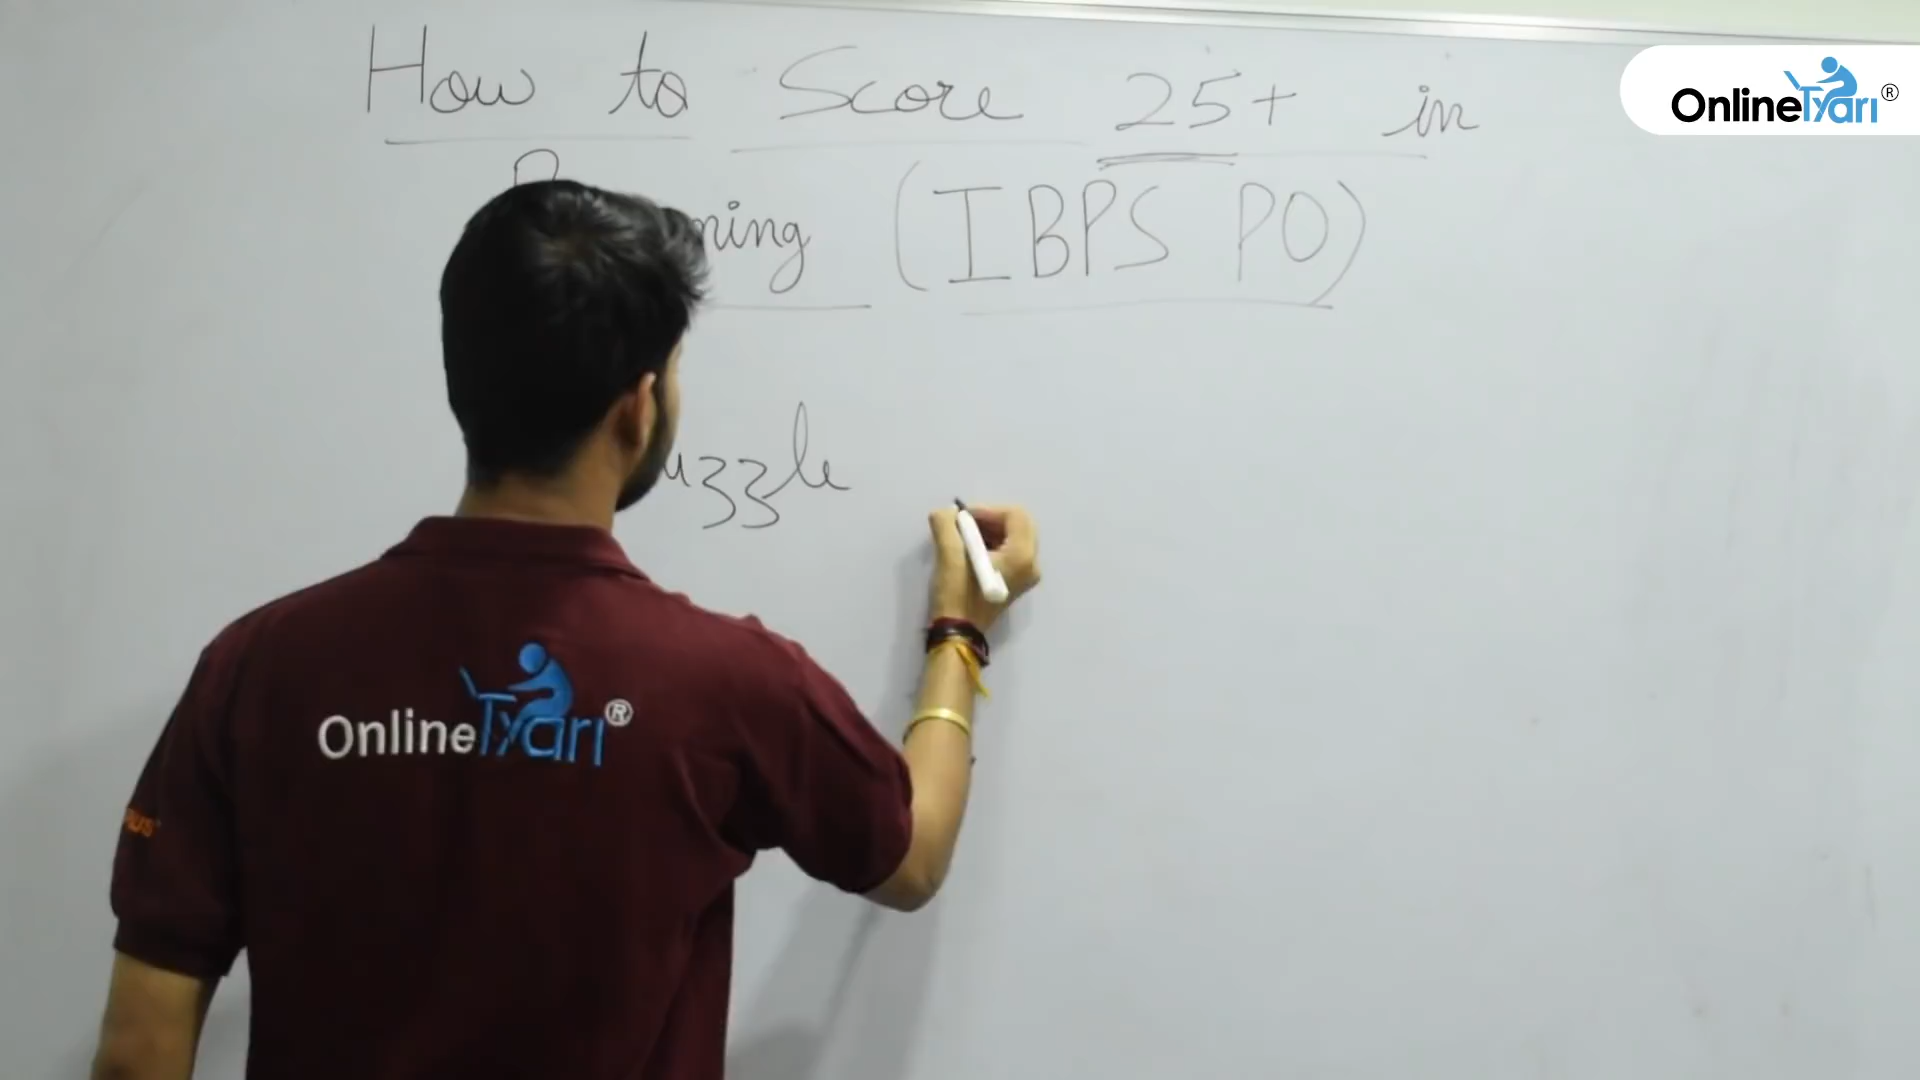 How to Score 25+ in
ning (IBPS PO)
uzzle
OnlineTyari®
OnlineTyari®